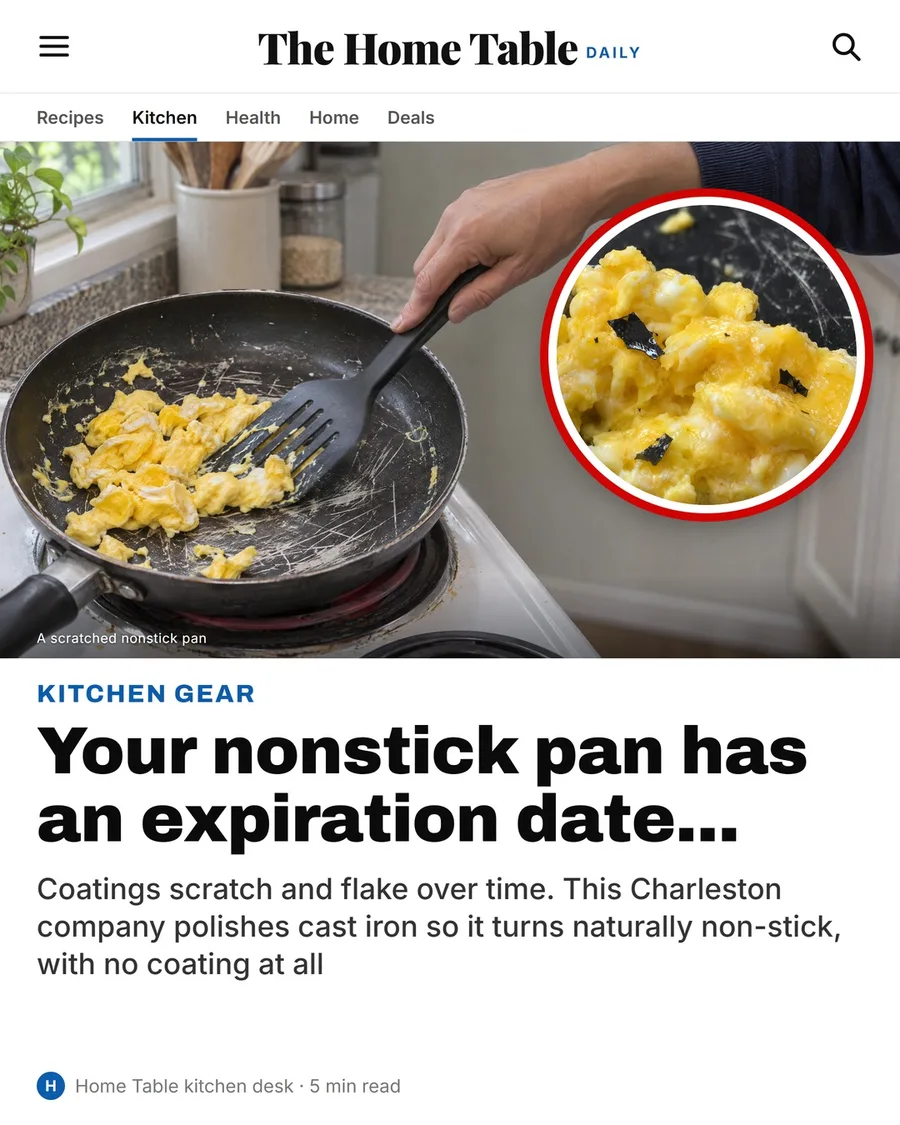 The Home Table DAILY
Recipes Kitchen Health Home Deals
A scratched nonstick pan
KITCHEN GEAR
Your nonstick pan has
an expiration date...
Coatings scratch and flake over time. This Charleston
company polishes cast iron so it turns naturally non-stick,
with no coating at all
H Home Table kitchen desk · 5 min read